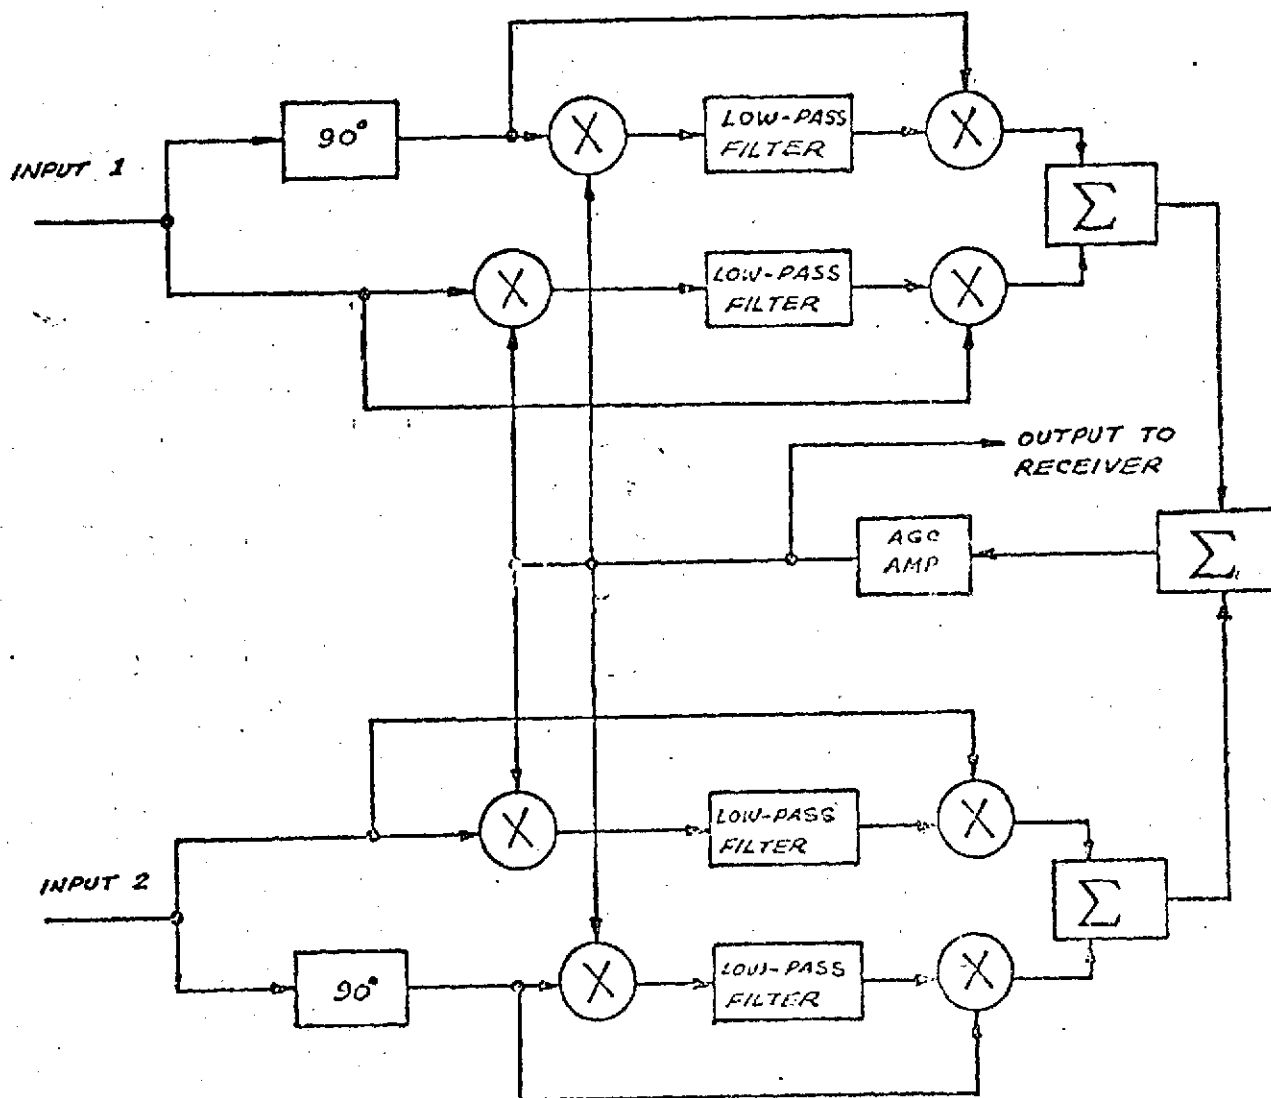 90°
X
LOW-PASS
FILTER
X
INPUT 1
Σ
X
LOW-PASS
FILTER
X
OUTPUT TO
RECEIVER
AGC
AMP
Σ
X
LOW-PASS
FILTER
X
INPUT 2
Σ
90°
X
LOW-PASS
FILTER
X